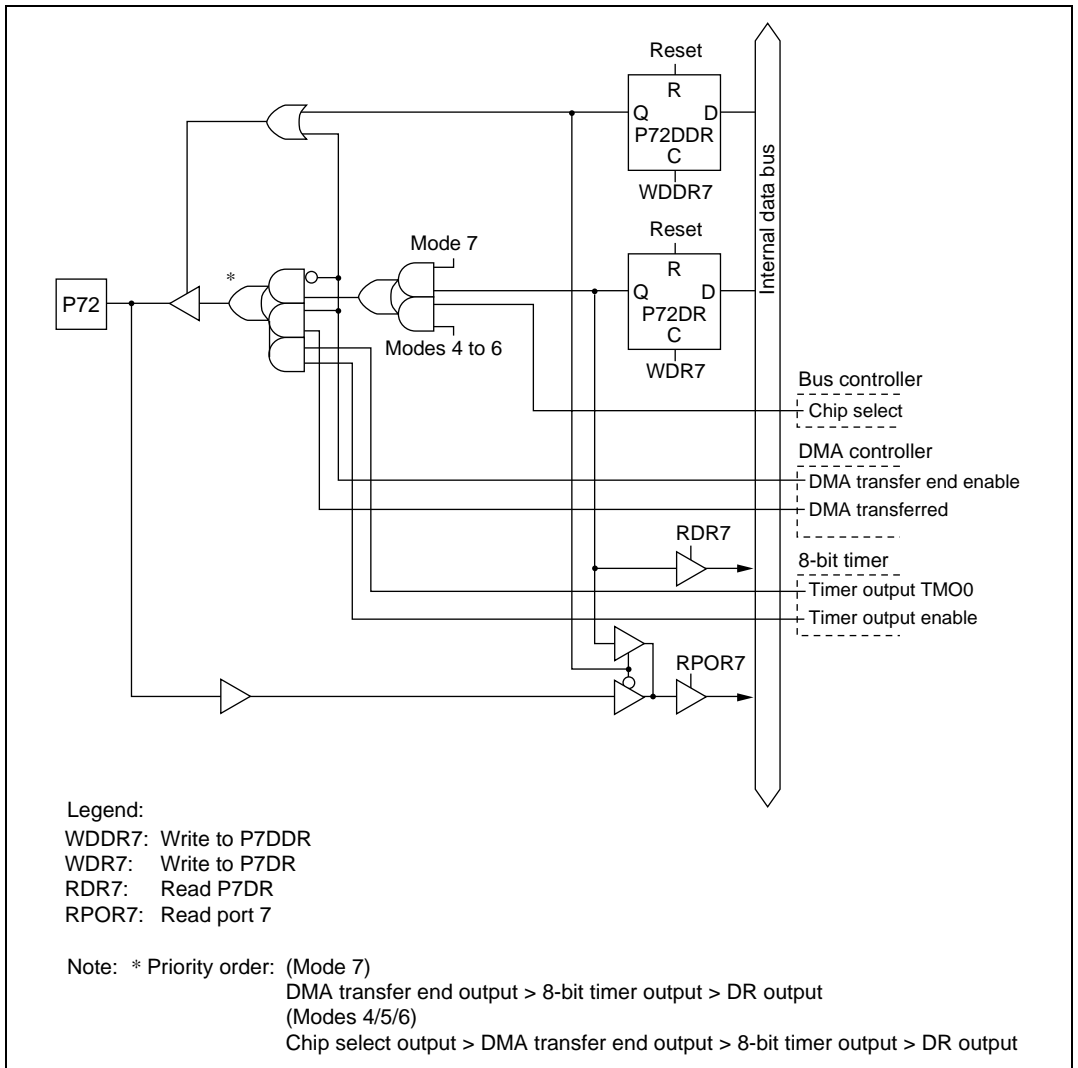 Reset
R
Q D
P72DDR
C
WDDR7
Reset
R
Q D
P72DR
C
WDR7
Internal data bus
Mode 7
*
P72
Modes 4 to 6
Bus controller
Chip select
DMA controller
DMA transfer end enable
DMA transferred
RDR7
8-bit timer
Timer output TMO0
Timer output enable
RPOR7
Legend:
WDDR7: Write to P7DDR
WDR7: Write to P7DR
RDR7: Read P7DR
RPOR7: Read port 7
Note: * Priority order: (Mode 7)
DMA transfer end output > 8-bit timer output > DR output
(Modes 4/5/6)
Chip select output > DMA transfer end output > 8-bit timer output > DR output